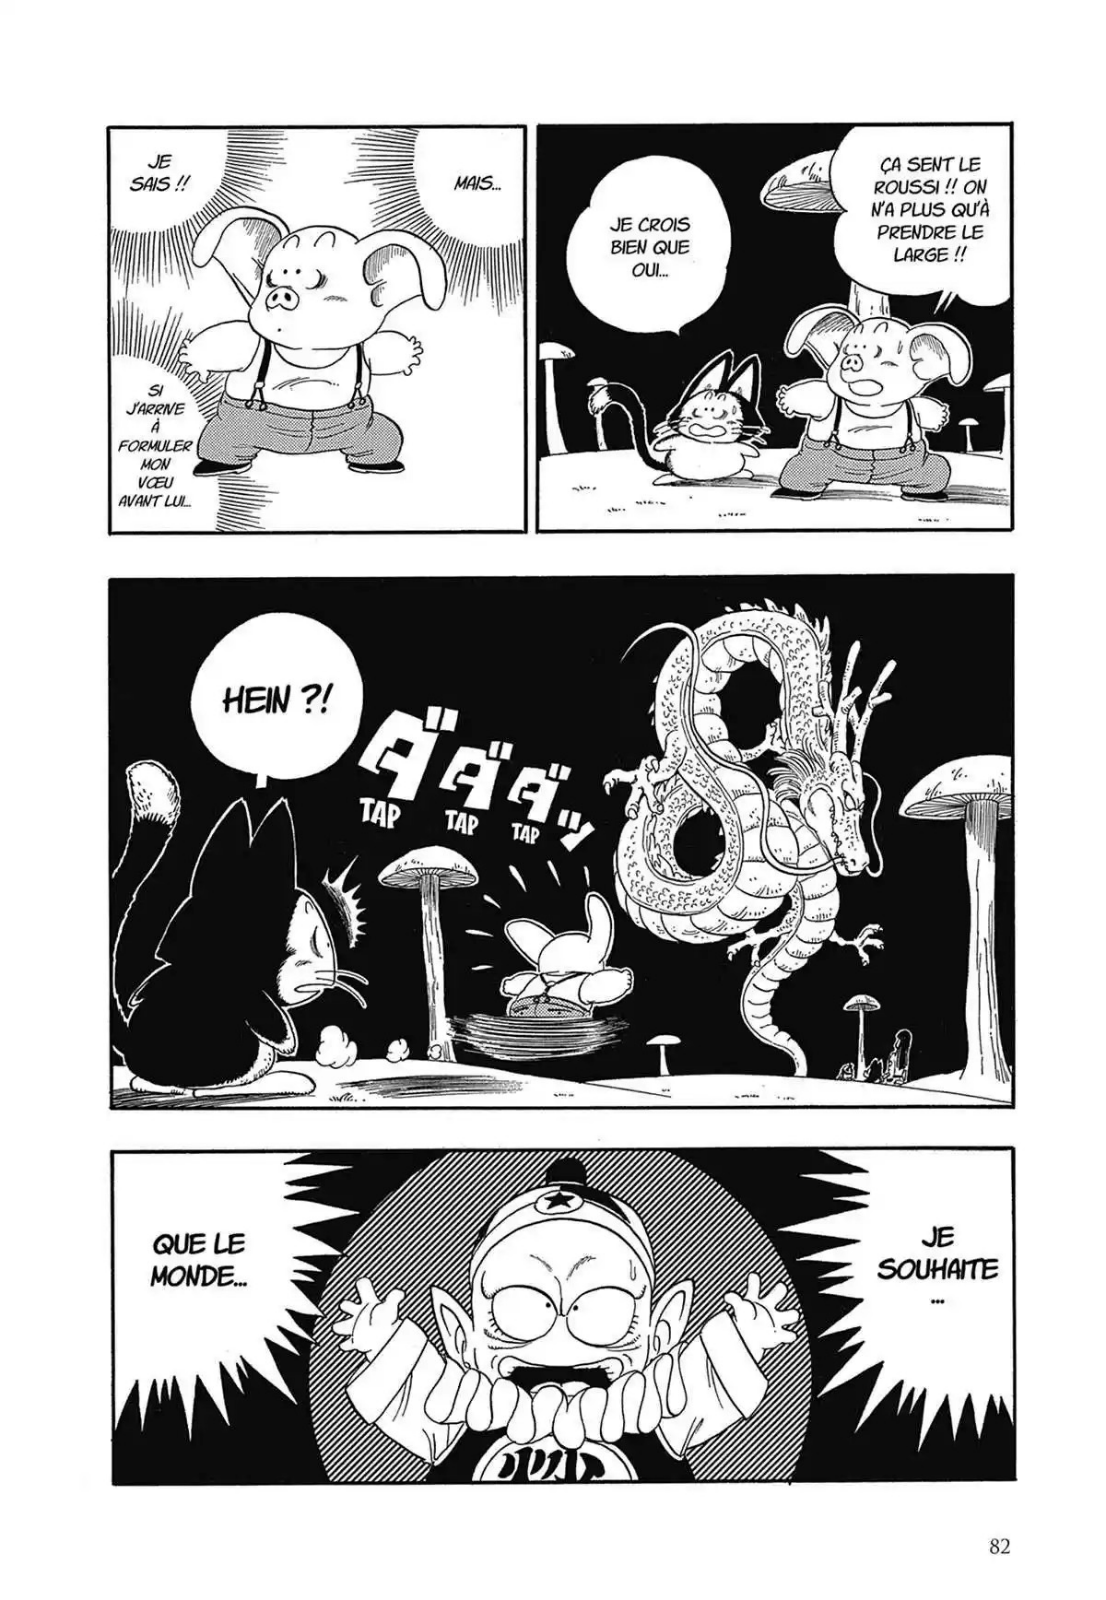 ÇA SENT LE
ROUSSI !! ON
N'A PLUS QU'À
PRENDRE LE
LARGE !!
JE CROIS
BIEN QUE
OUI...
MAIS...
JE
SAIS !!
SI
J'ARRIVE
À
FORMULER
MON
VŒU
AVANT LUI...
HEIN ?!
ダダダッ
TAP
TAP
TAP
JE
SOUHAITE
...
QUE LE
MONDE...
82